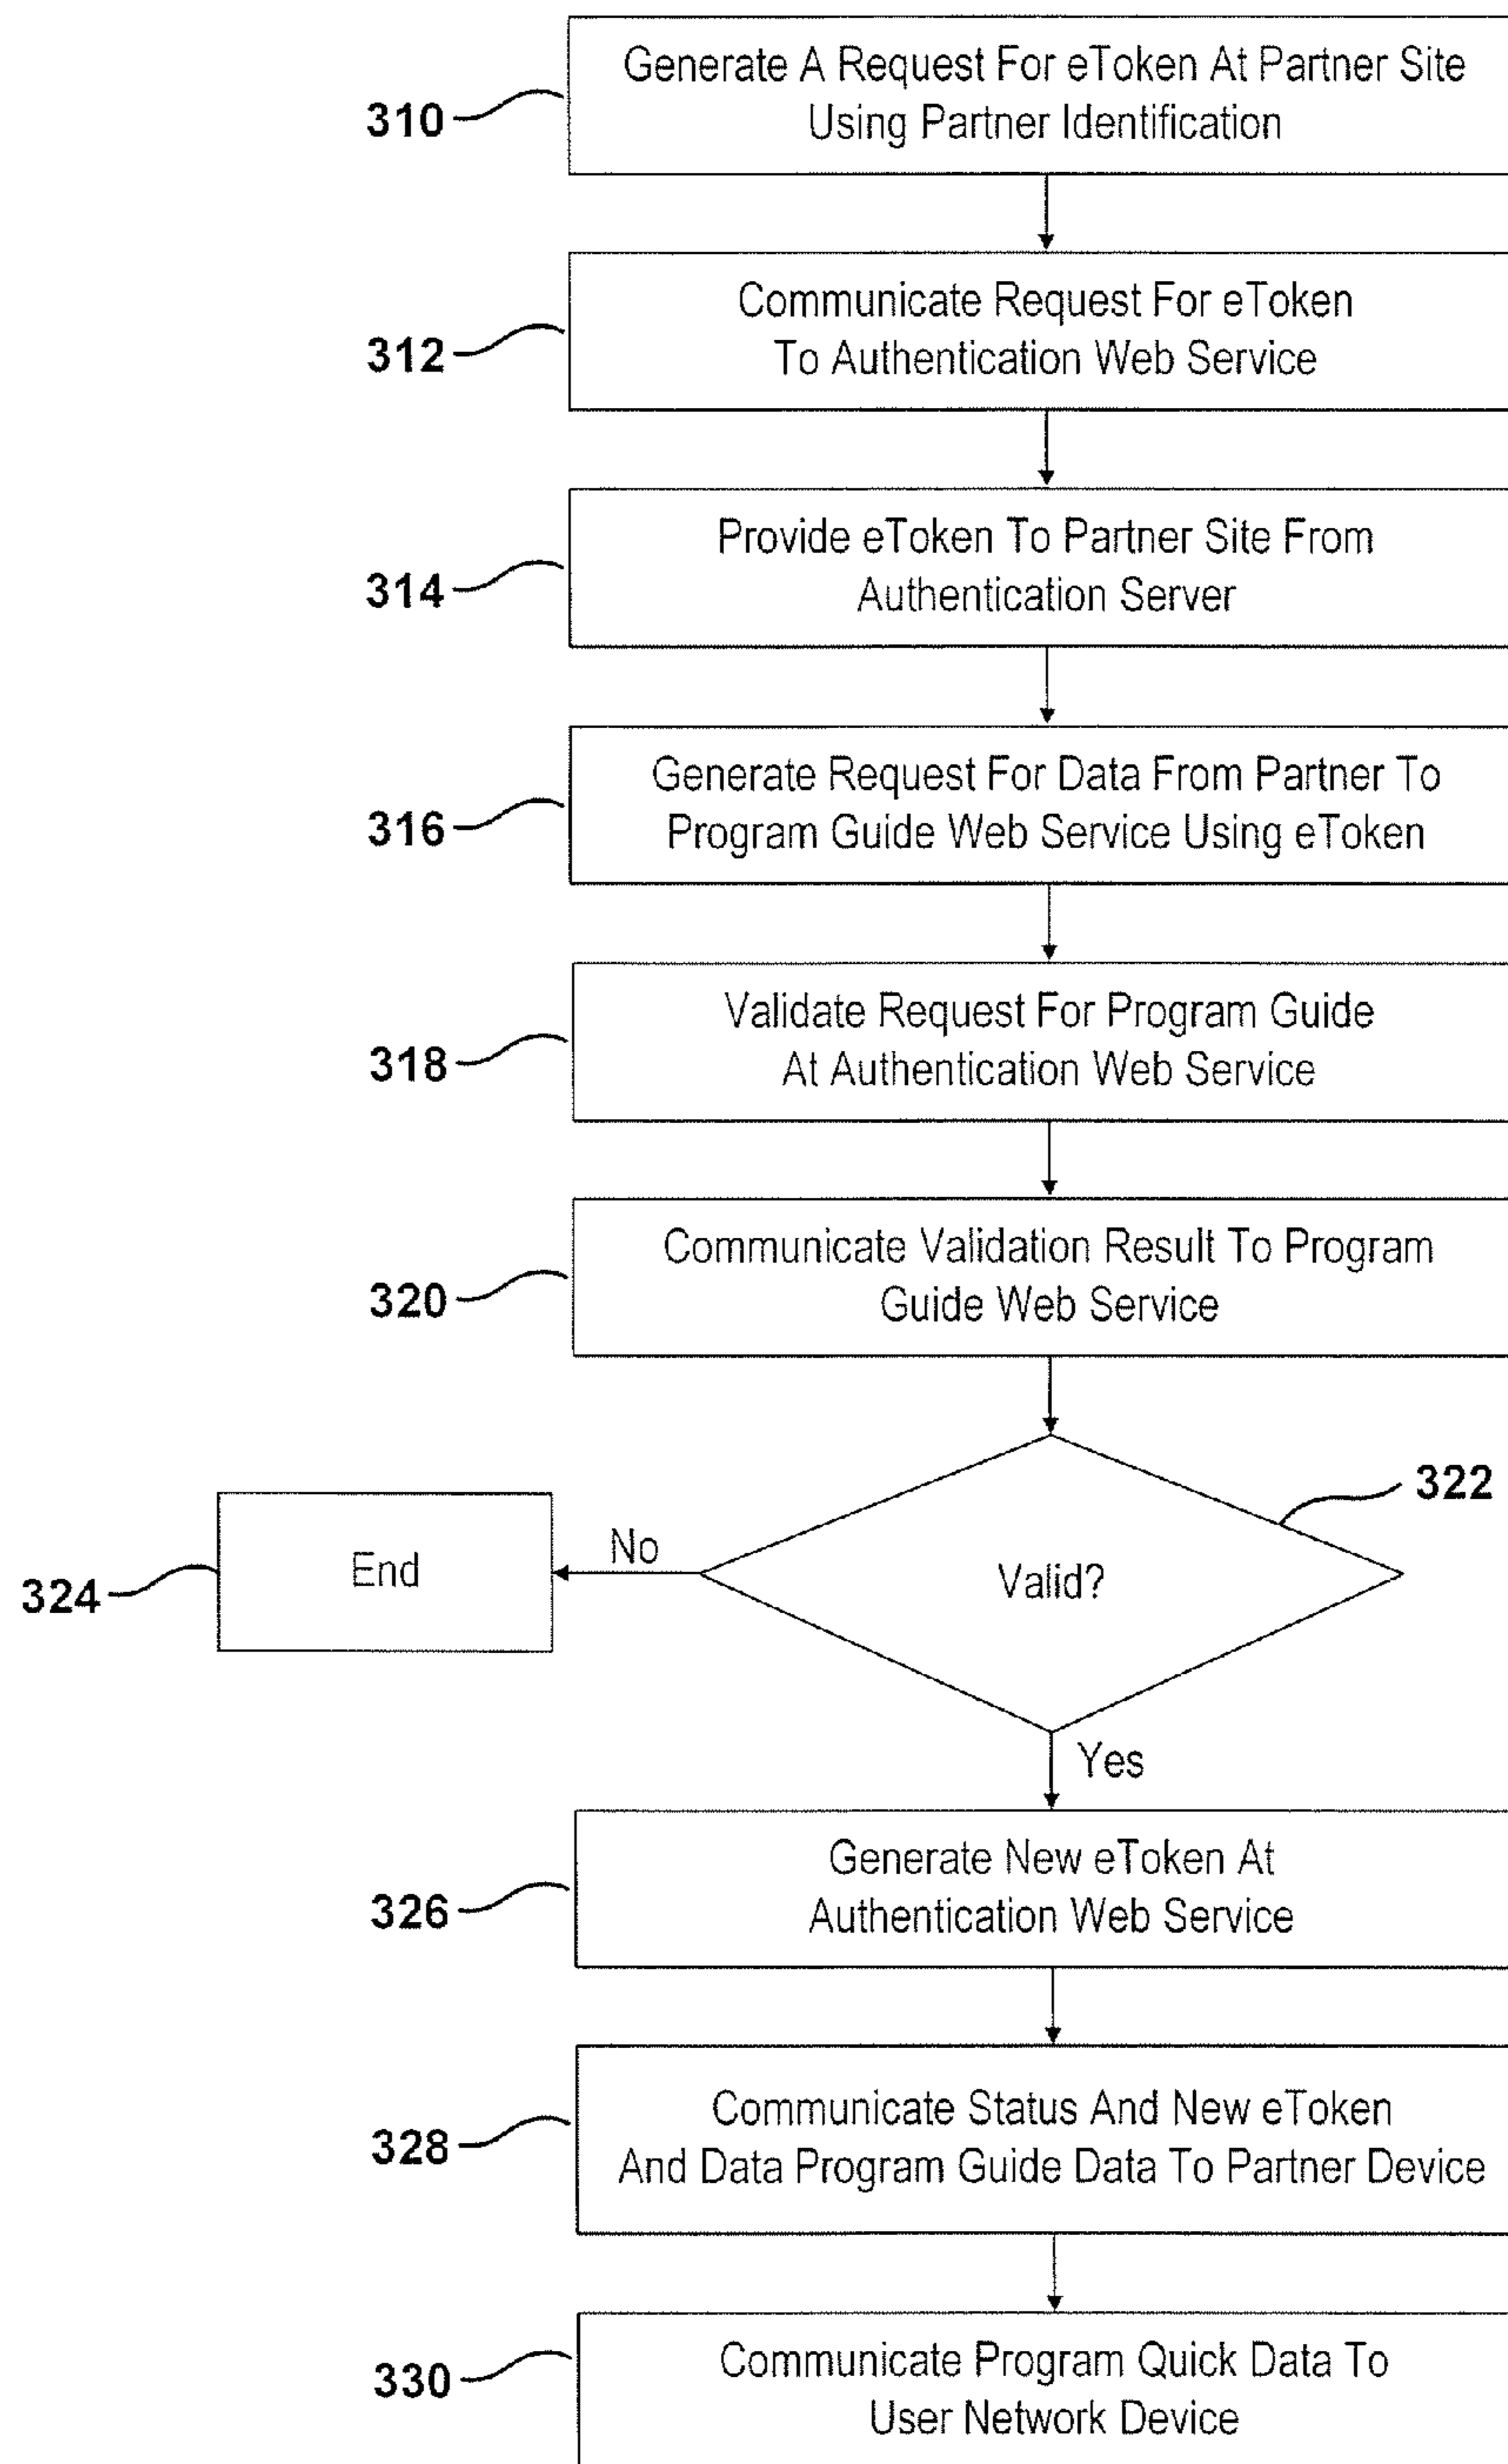 310
Generate A Request For eToken At Partner Site
Using Partner Identification
312
Communicate Request For eToken
To Authentication Web Service
314
Provide eToken To Partner Site From
Authentication Server
316
Generate Request For Data From Partner To
Program Guide Web Service Using eToken
318
Validate Request For Program Guide
At Authentication Web Service
320
Communicate Validation Result To Program
Guide Web Service
322
Valid?
No
End
324
Yes
326
Generate New eToken At
Authentication Web Service
328
Communicate Status And New eToken
And Data Program Guide Data To Partner Device
330
Communicate Program Quick Data To
User Network Device